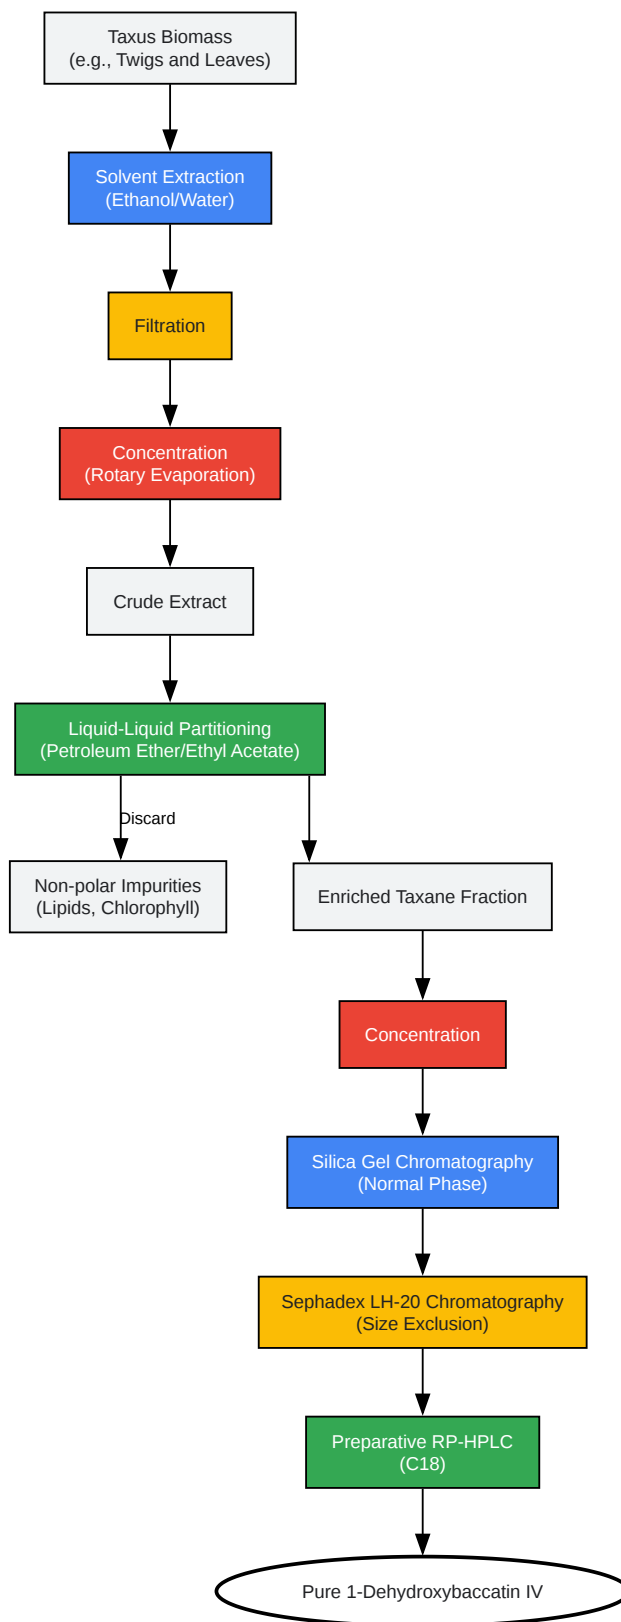 Taxus Biomass
(e.g., Twigs and Leaves)
Solvent Extraction
(Ethanol/Water)
Filtration
Concentration
(Rotary Evaporation)
Crude Extract
Liquid-Liquid Partitioning
(Petroleum Ether/Ethyl Acetate)
Discard
Non-polar Impurities
(Lipids, Chlorophyll)
Enriched Taxane Fraction
Concentration
Silica Gel Chromatography
(Normal Phase)
Sephadex LH-20 Chromatography
(Size Exclusion)
Preparative RP-HPLC
(C18)
Pure 1-Dehydroxybaccatin IV